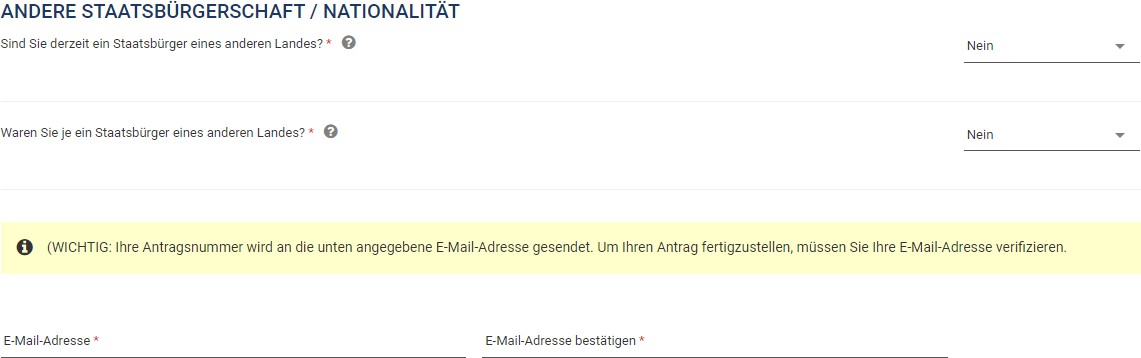 ANDERE STAATSBÜRGERSCHAFT / NATIONALITÄT
Sind Sie derzeit ein Staatsbürger eines anderen Landes? * ?
Nein
Waren Sie je ein Staatsbürger eines anderen Landes? * ?
Nein
(WICHTIG: Ihre Antragsnummer wird an die unten angegebene E-Mail-Adresse gesendet. Um Ihren Antrag fertigzustellen, müssen Sie Ihre E-Mail-Adresse verifizieren.
E-Mail-Adresse *
E-Mail-Adresse bestätigen *